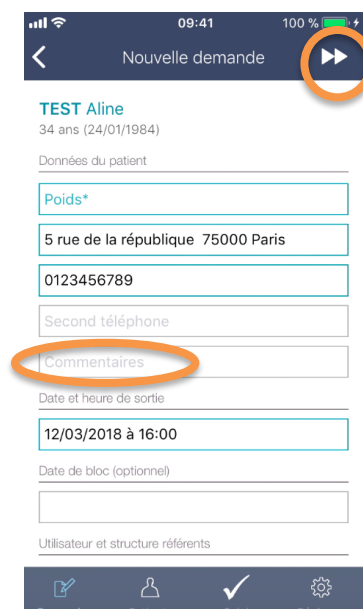 09:41
100 %
Nouvelle demande
TEST Aline
34 ans (24/01/1984)
Données du patient
Poids*
5 rue de la république 75000 Paris
0123456789
Second téléphone
Commentaires
Date et heure de sortie
12/03/2018 à 16:00
Date de bloc (optionnel)
Utilisateur et structure référents